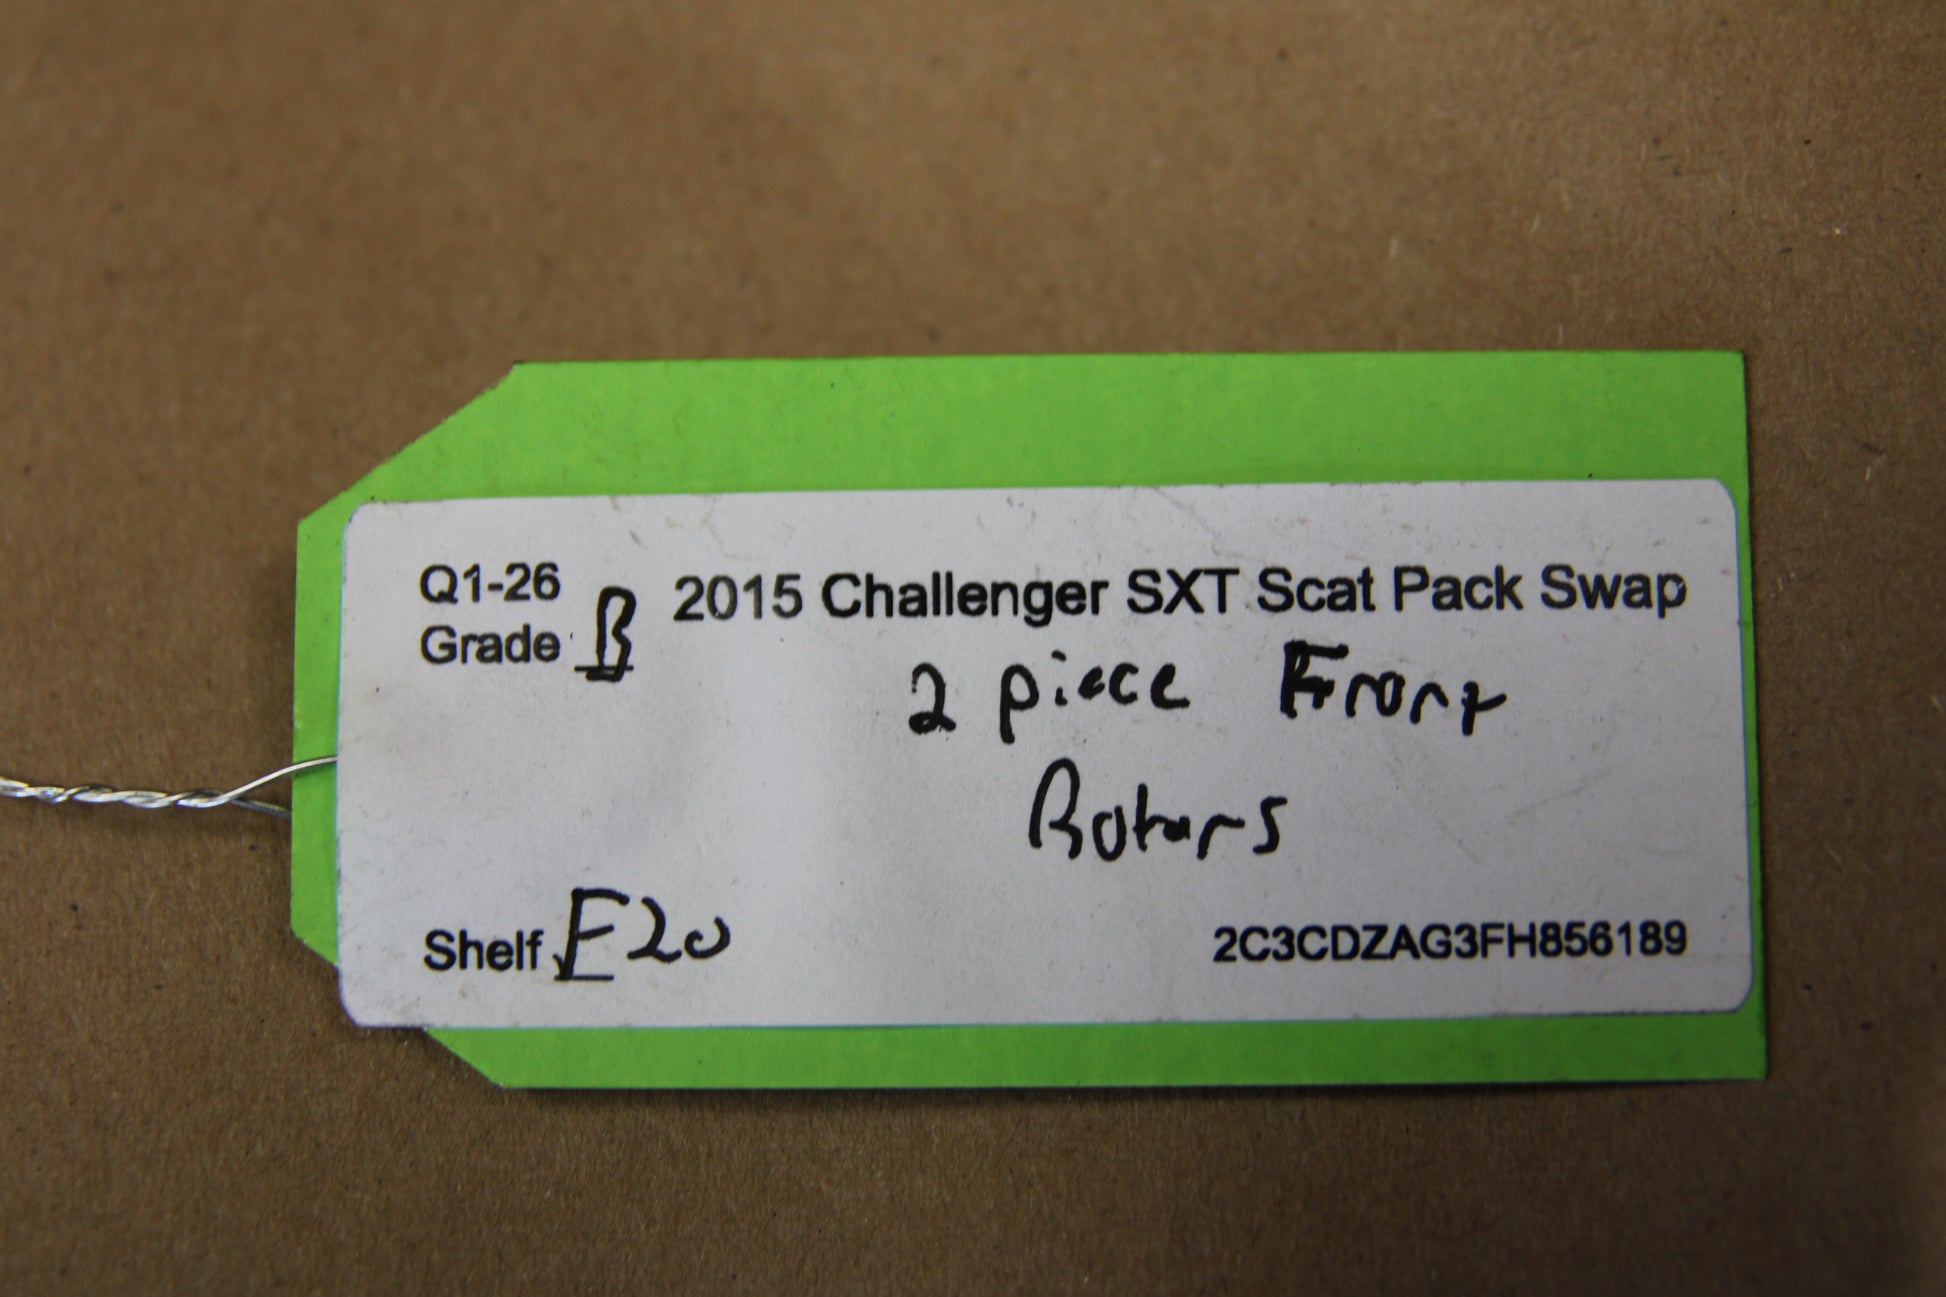 Q1-26
Grade B
2015 Challenger SXT Scat Pack Swap
2 piece Front
Rotors
Shelf E20
2C3CDZAG3FH856189